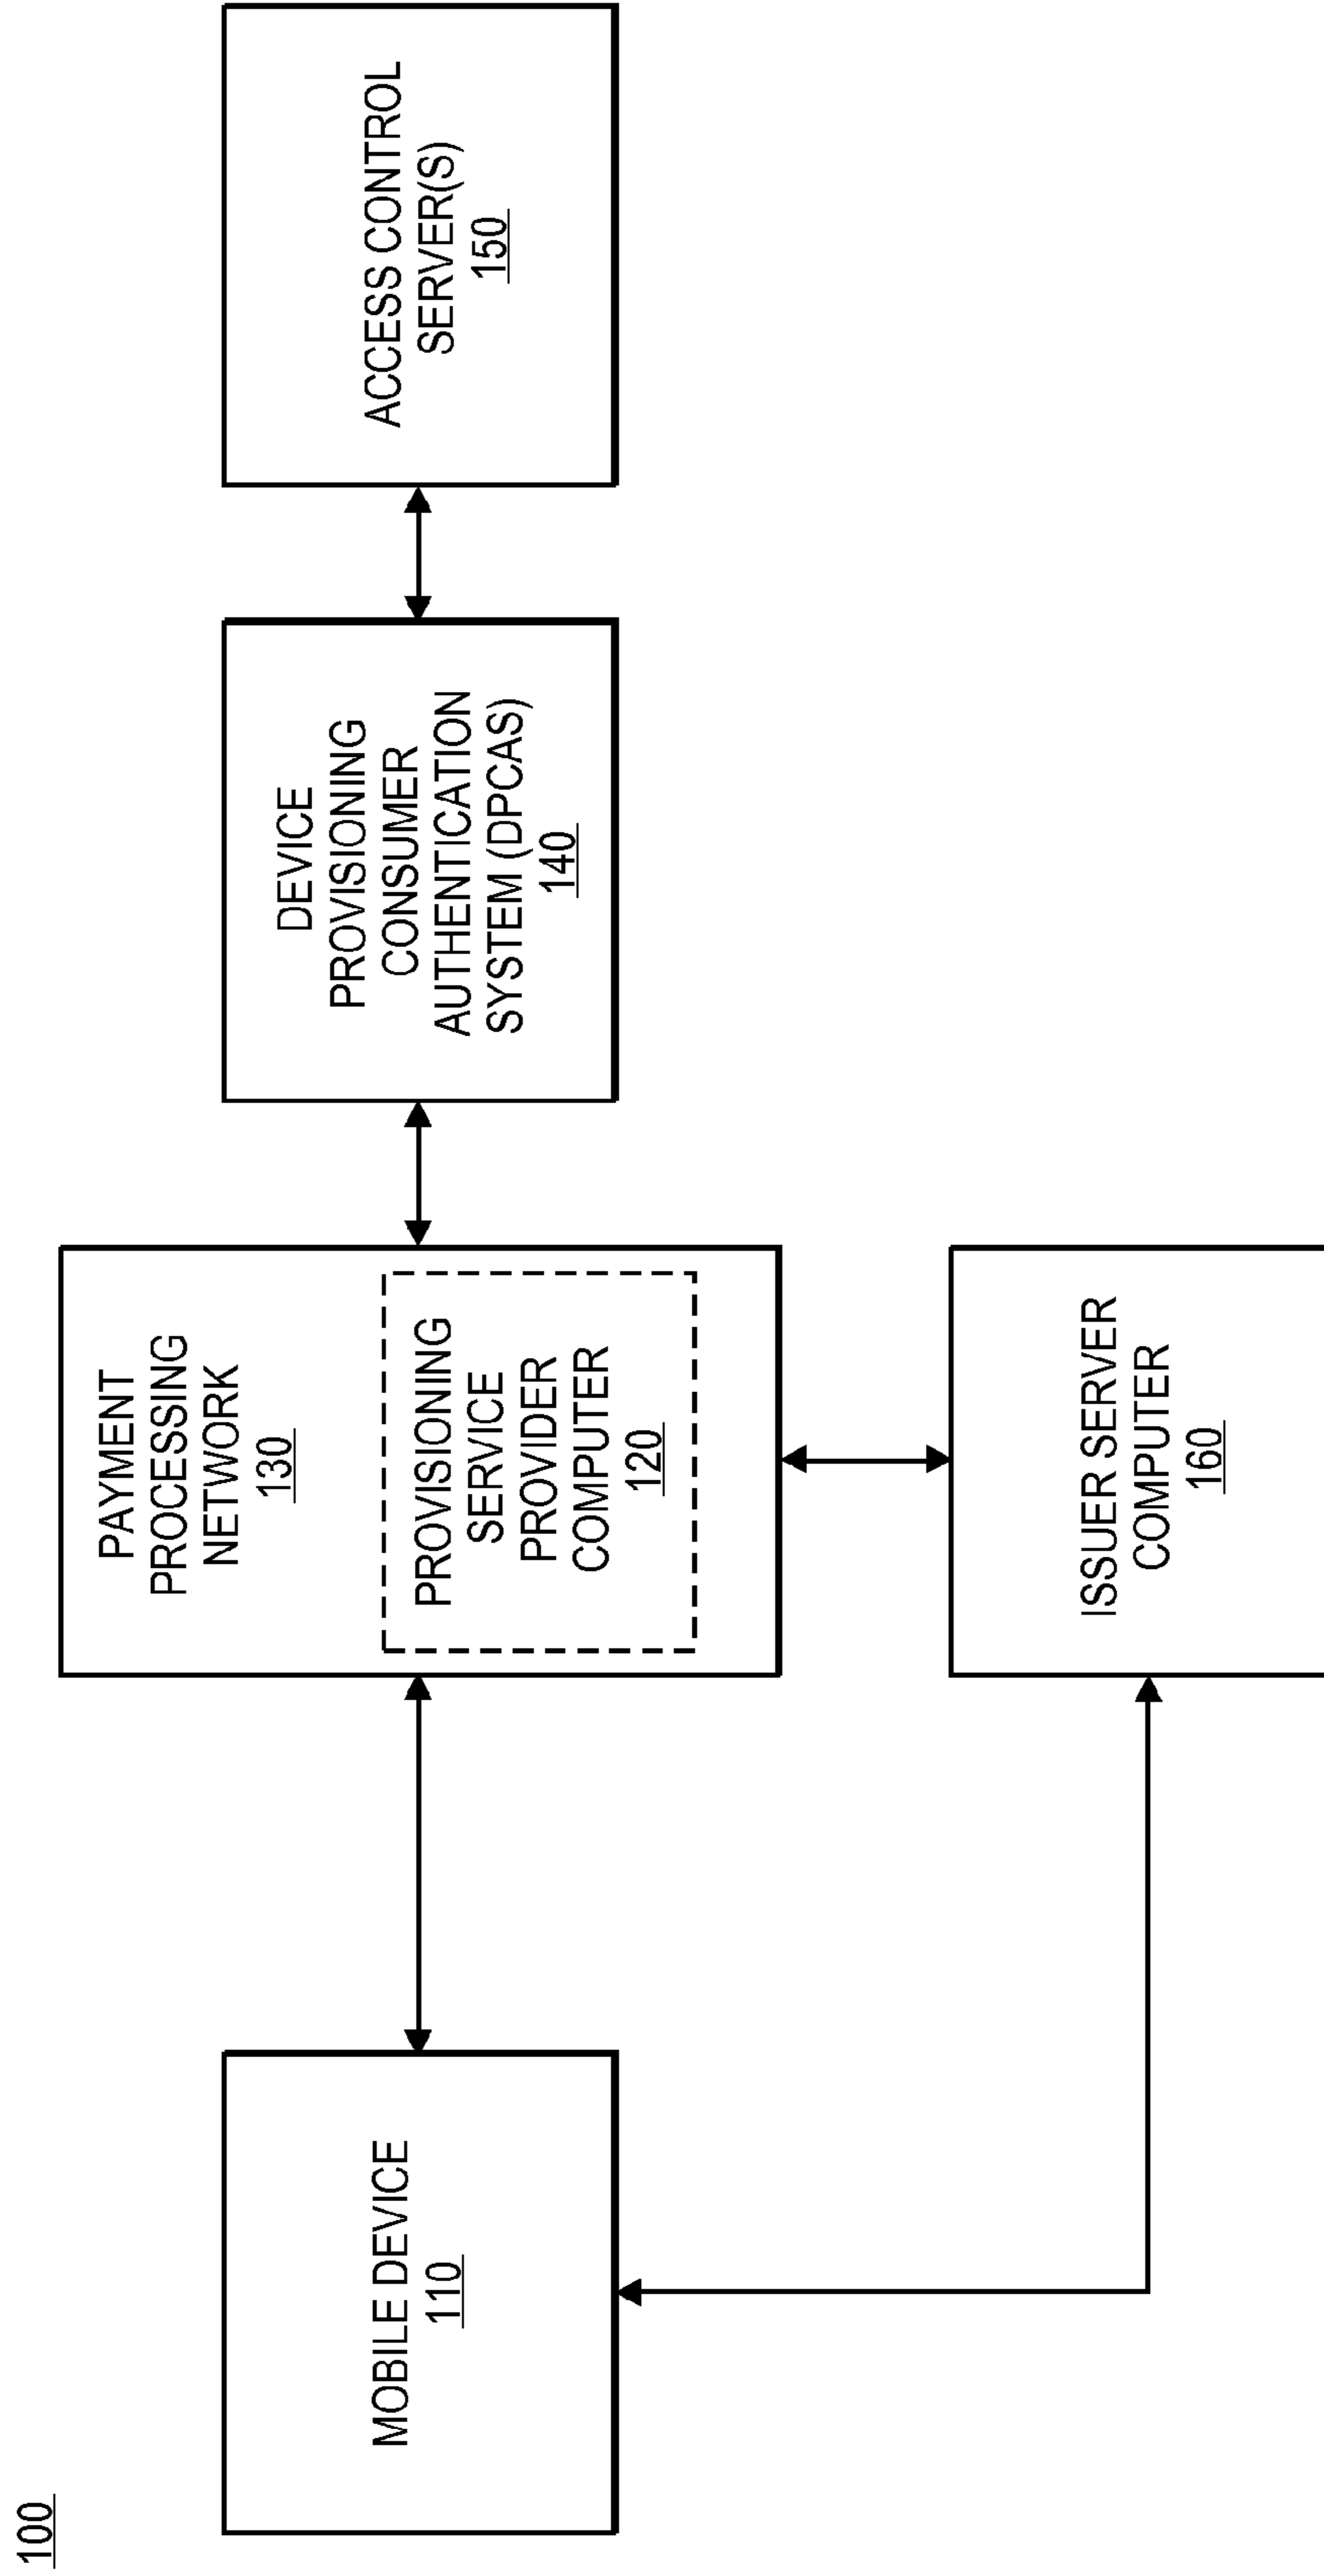 100
MOBILE DEVICE
110
PAYMENT
PROCESSING
NETWORK
130
PROVISIONING
SERVICE
PROVIDER
COMPUTER
120
DEVICE
PROVISIONING
CONSUMER
AUTHENTICATION
SYSTEM (DPCAS)
140
ACCESS CONTROL
SERVER(S)
150
ISSUER SERVER
COMPUTER
160